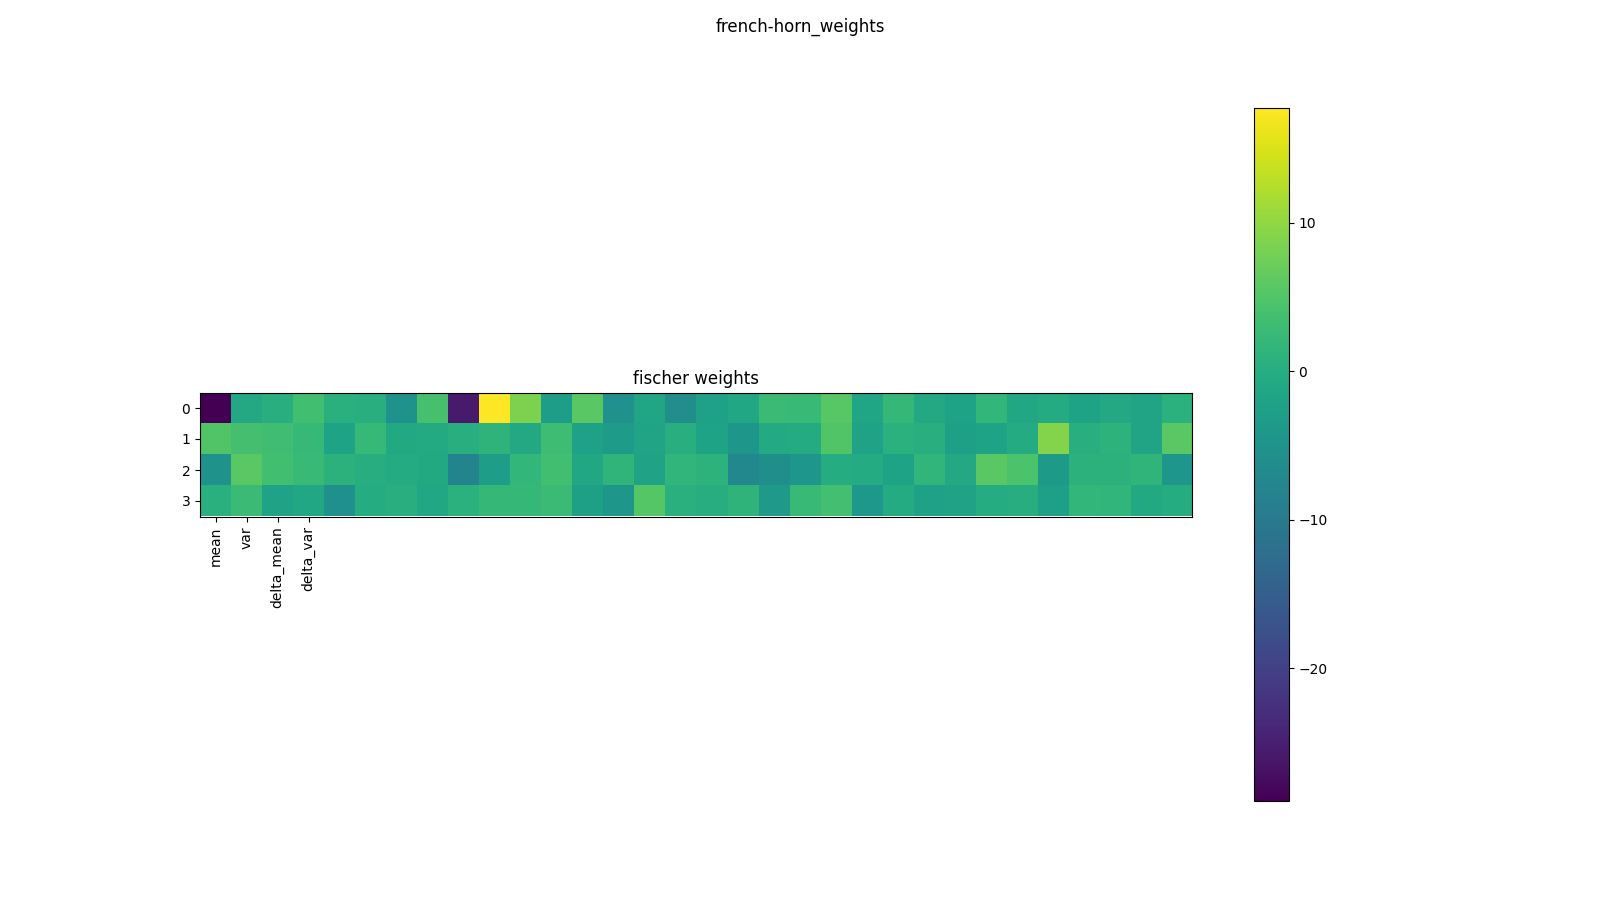 french-horn_weights
fischer weights
0
1
2
3
mean
var
delta_mean
delta_var
10
0
−10
−20